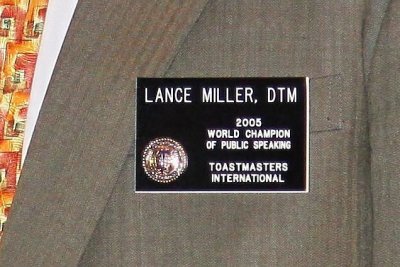 LANCE MILLER, DTM
2005
WORLD CHAMPION
OF PUBLIC SPEAKING
TOASTMASTERS
INTERNATIONAL